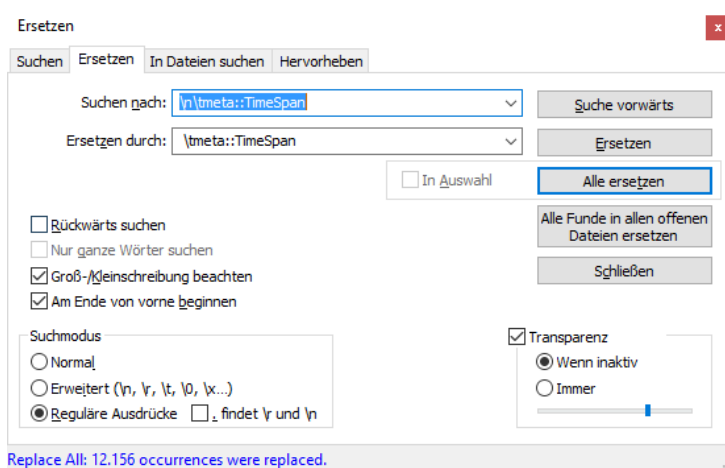 Ersetzen
x
Suchen Ersetzen In Dateien suchen Hervorheben
Suchen nach: \n\tmeta::TimeSpan Suche vorwärts
Ersetzen durch: \tmeta::TimeSpan Ersetzen
In Auswahl Alle ersetzen
Rückwärts suchen
Alle Funde in allen offenen
Dateien ersetzen
Nur ganze Wörter suchen
Groß-/Kleinschreibung beachten Schließen
Am Ende von vorne beginnen
Suchmodus Transparenz
Normal Wenn inaktiv
Erweitert (\n, \r, \t, \0, \x...) Immer
Reguläre Ausdrücke . findet \r und \n
Replace All: 12.156 occurrences were replaced.